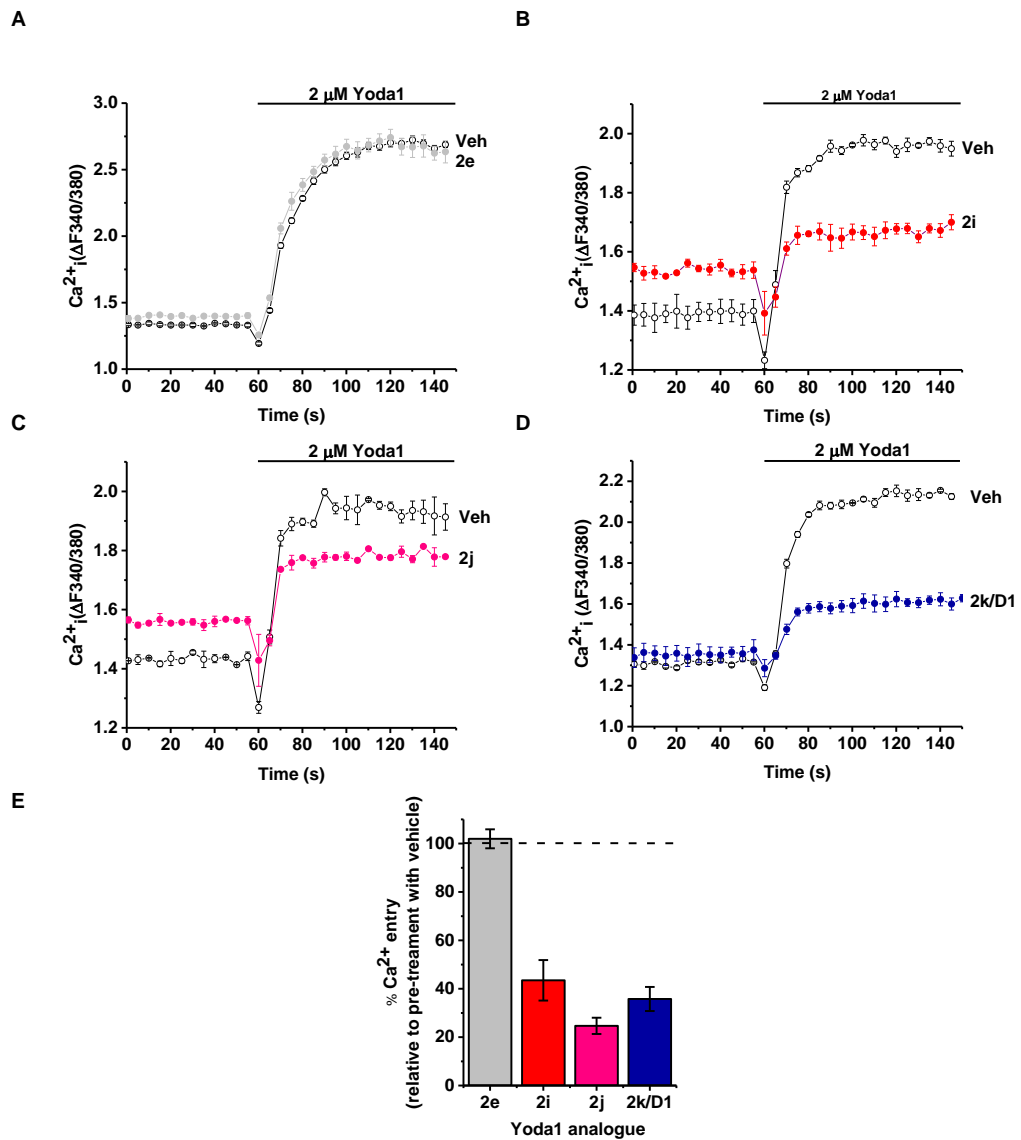 A
2 μM Yoda1
3.0
2.5
2.0
1.5
1.0
Ca2+i(ΔF340/380)
Veh
2e
0 20 40 60 80 100 120 140
Time (s)
B
2 μM Yoda1
2.0
1.8
1.6
1.4
1.2
Ca2+i(ΔF340/380)
Veh
2i
0 20 40 60 80 100 120 140
Time (s)
C
2 μM Yoda1
2.0
1.8
1.6
1.4
1.2
Ca2+i(ΔF340/380)
Veh
2j
0 20 40 60 80 100 120 140
Time (s)
D
2 μM Yoda1
2.2
2.0
1.8
1.6
1.4
1.2
1.0
Ca2+i (ΔF340/380)
Veh
2k/D1
0 20 40 60 80 100 120 140
Time (s)
E
100
80
60
40
20
0
% Ca2+ entry
(relative to pre-treament with vehicle)
2e 2i 2j 2k/D1
Yoda1 analogue